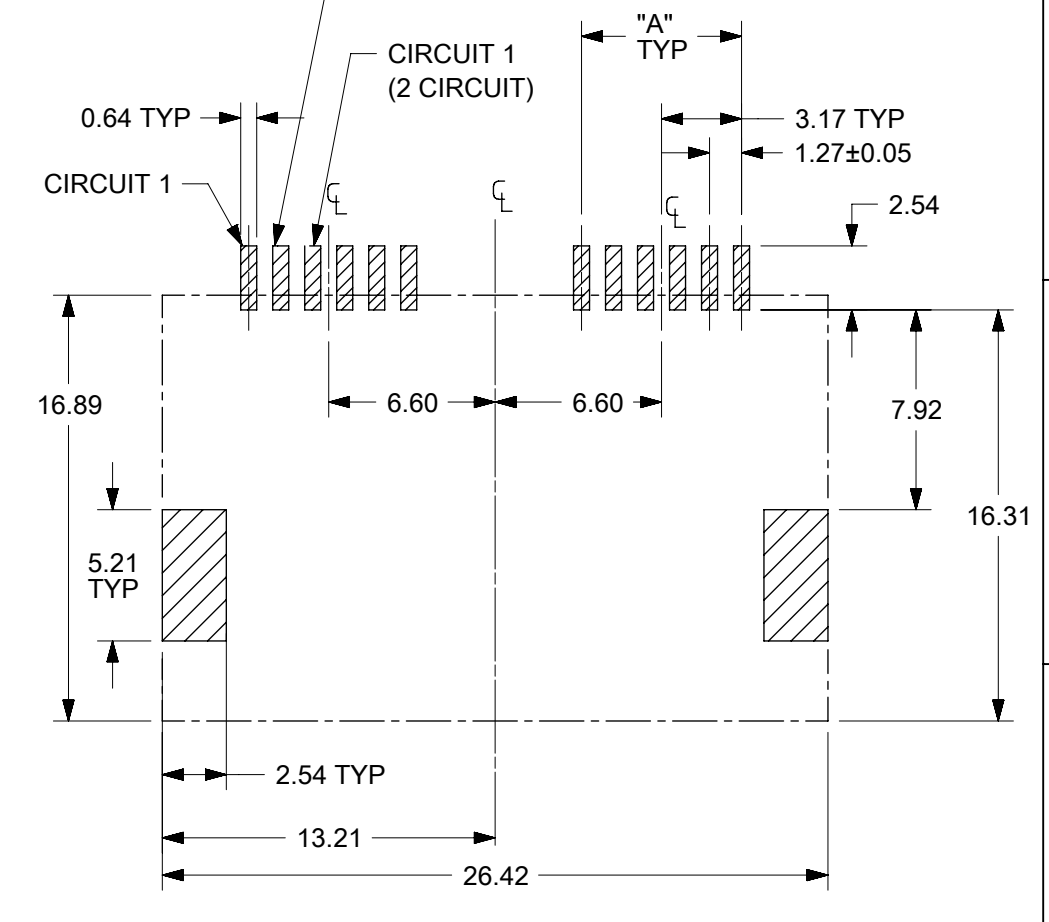 "A"
TYP
CIRCUIT 1
(2 CIRCUIT)
0.64 TYP
3.17 TYP
1.27±0.05
CIRCUIT 1
℄
℄
℄
2.54
16.89
6.60
6.60
7.92
16.31
5.21
TYP
2.54 TYP
13.21
26.42